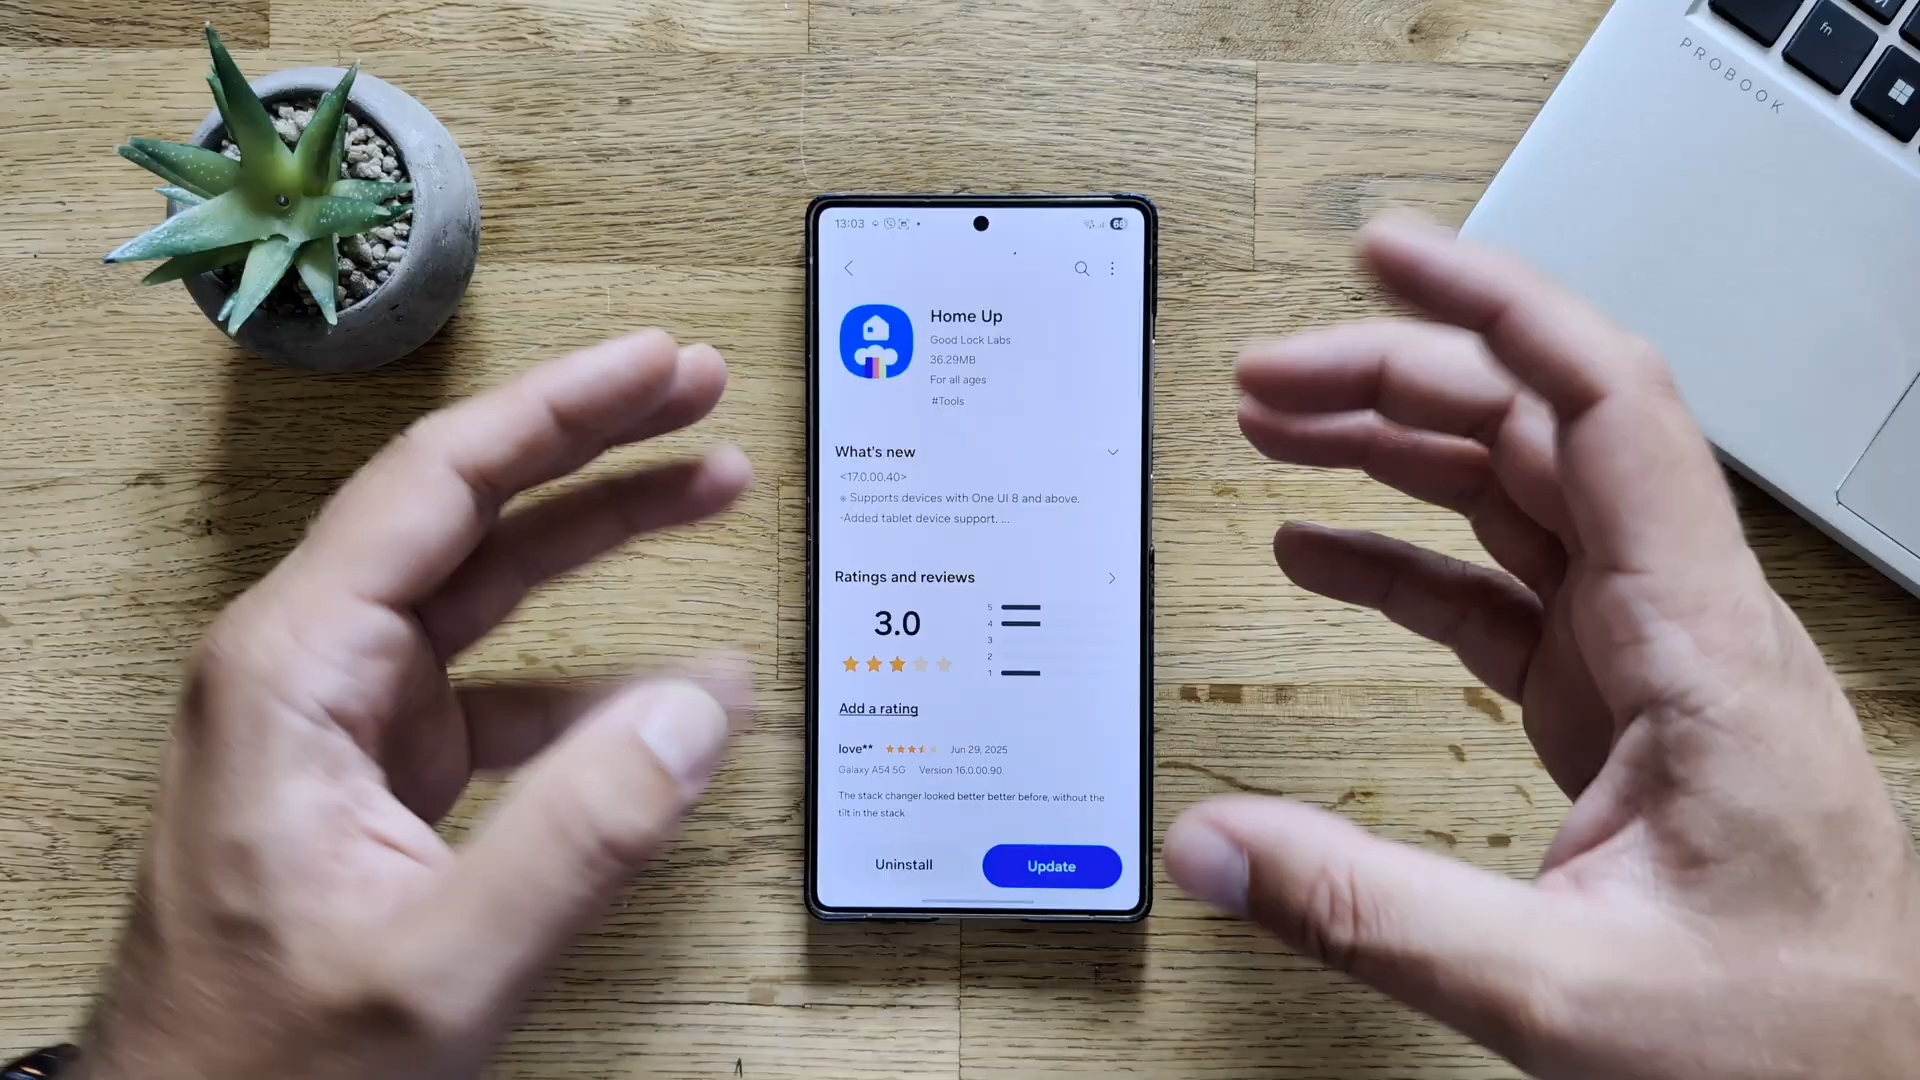 fn
PROBOOK
13:03
66
Home Up
Good Lock Labs
36.29MB
For all ages
#Tools
What's new
<17.0.00.40>
※ Supports devices with One UI 8 and above.
-Added tablet device support. ...
Ratings and reviews
3.0
5
4
3
2
1
Add a rating
love** Jun 29, 2025
Galaxy A54 5G Version 16.0.00.90
The stack changer looked better better before, without the
tilt in the stack
Uninstall Update